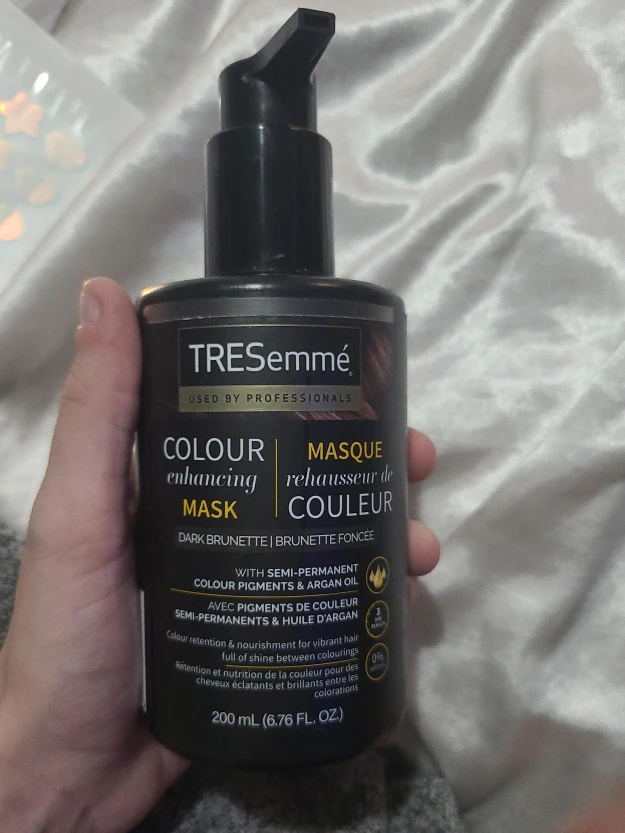 TRESemmé
USED BY PROFESSIONALS
COLOUR
enhancing
MASK
MASQUE
rehausseur de
COULEUR
DARK BRUNETTE | BRUNETTE FONCÉE
WITH SEMI-PERMANENT
COLOUR PIGMENTS & ARGAN OIL
AVEC PIGMENTS DE COULEUR
SEMI-PERMANENTS & HUILE D'ARGAN
Colour retention & nourishment for vibrant hair
full of shine between colourings
Rétention et nutrition de la couleur pour des
cheveux éclatants et brillants entre les
colorations
3
MIN
0%
200 mL (6.76 FL. OZ.)